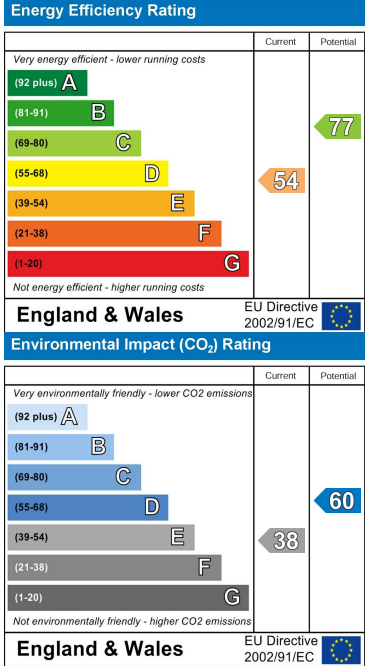 Energy Efficiency Rating
Current Potential
Very energy efficient - lower running costs
(92 plus) A
(81-91) B
(69-80) C
(55-68) D
(39-54) E
(21-38) F
(1-20) G
77
54
Not energy efficient - higher running costs
England & Wales
EU Directive
2002/91/EC
Environmental Impact (CO₂) Rating
Current Potential
Very environmentally friendly - lower CO2 emissions
(92 plus) A
(81-91) B
(69-80) C
(55-68) D
(39-54) E
(21-38) F
(1-20) G
60
38
Not environmentally friendly - higher CO2 emissions
England & Wales
EU Directive
2002/91/EC